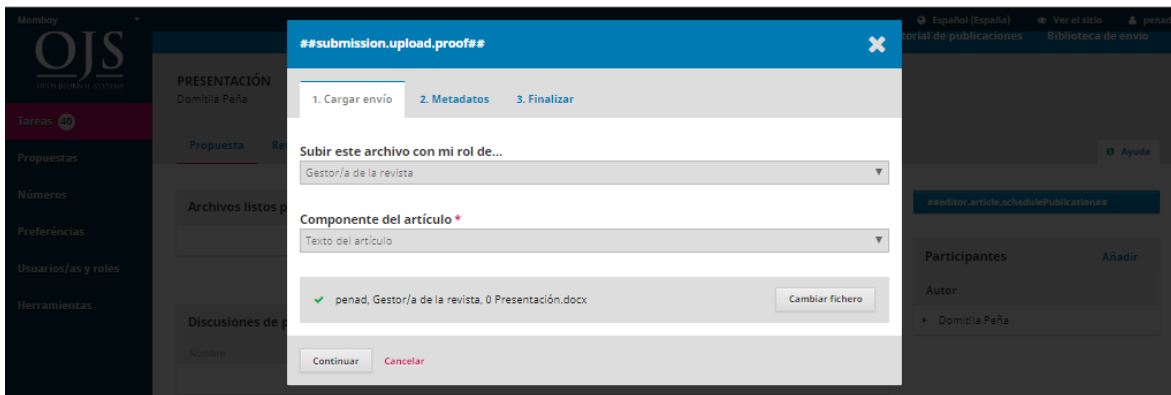 Momboy
OJS
OPEN JOURNAL SYSTEMS
Tareas 40
Propuestas
Números
Preferéncias
Usuarios/as y roles
Herramientas
Español (España) Ver el sitio penad
torial de publicaciones Biblioteca de envío
PRESENTACIÓN
Domitila Peña
Propuesta Re
Ayuda
Archivos listos p
Discusiones de p
Nombre
##submission.upload.proof##
1. Cargar envío 2. Metadatos 3. Finalizar
Subir este archivo con mi rol de...
Gestor/a de la revista
Componente del artículo *
Texto del artículo
penad, Gestor/a de la revista, 0 Presentación.docx Cambiar fichero
Continuar Cancelar
##editor.article.schedulePublication##
Participantes Añadir
Autor
Domitila Peña